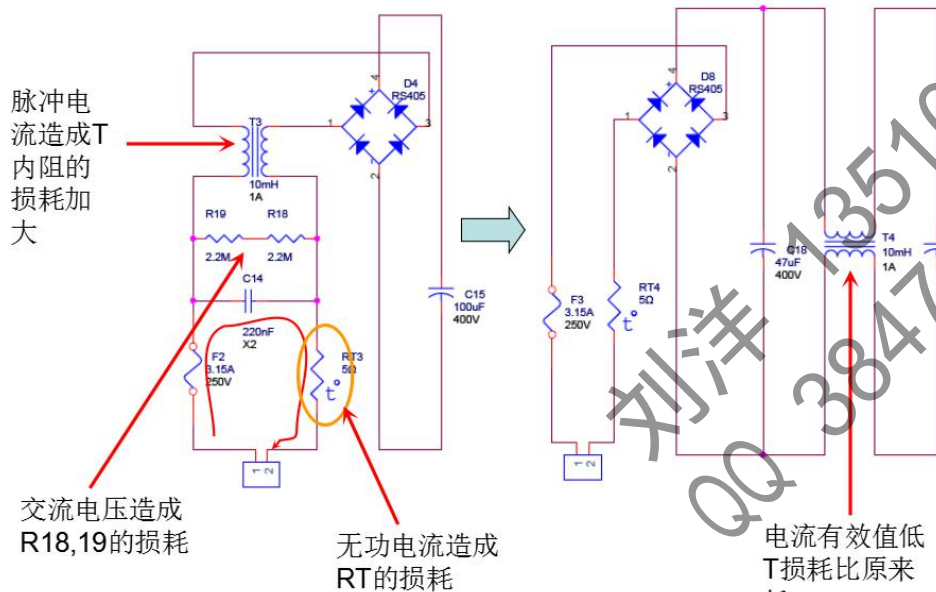 脉冲电
流造成T
内阻的
损耗加
大
T3
10mH
1A
4
D4
RS405
1
3
2
R19
R18
2.2M
2.2M
C14
220nF
X2
F2
3.15A
250V
RT3
5Ω
t°
1
2
C15
100uF
400V
交流电压造成
R18,19的损耗
无功电流造成
RT的损耗
4
D8
RS405
1
3
2
F3
3.15A
250V
RT4
5Ω
t°
1
2
C18
47uF
400V
T4
10mH
1A
电流有效值低
T损耗比原来
刘洋 13510
QQ 3847